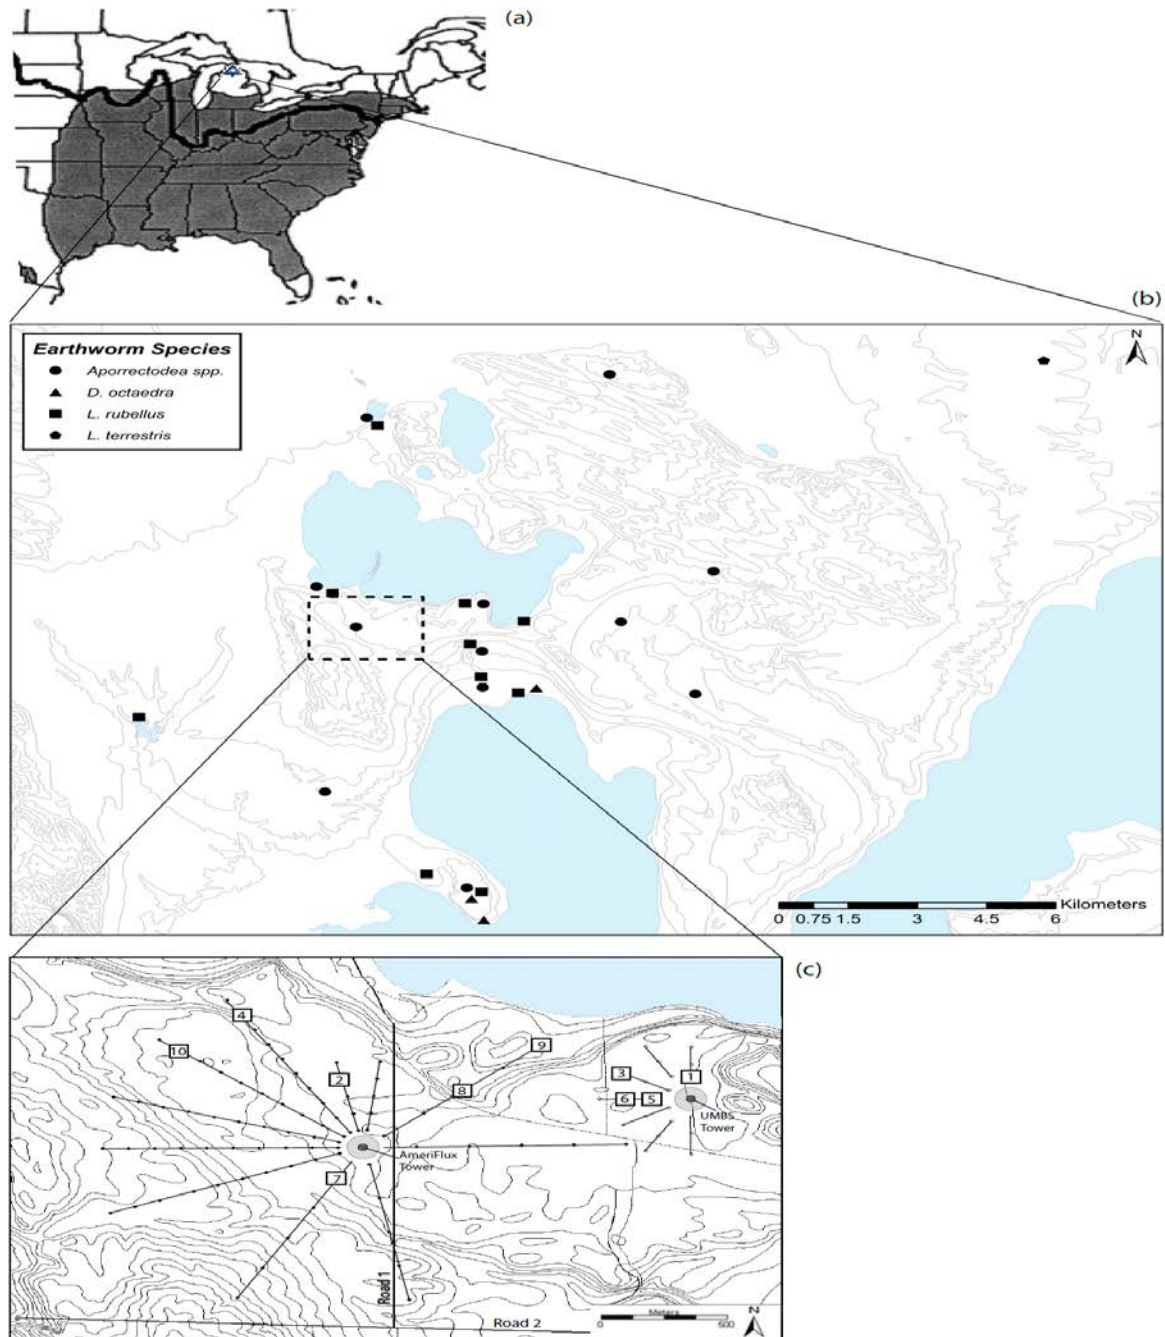 (a)
(b)
Earthworm Species
Aporrectodea spp.
D. octaedra
L. rubellus
L. terrestris
N
Kilometers
0 0.75 1.5 3 4.5 6
(c)
4
10
2
9
8
3
1
6
5
UMBS
Tower
AmeriFlux
Tower
7
Road 1
Road 2
Meters
0
500
N